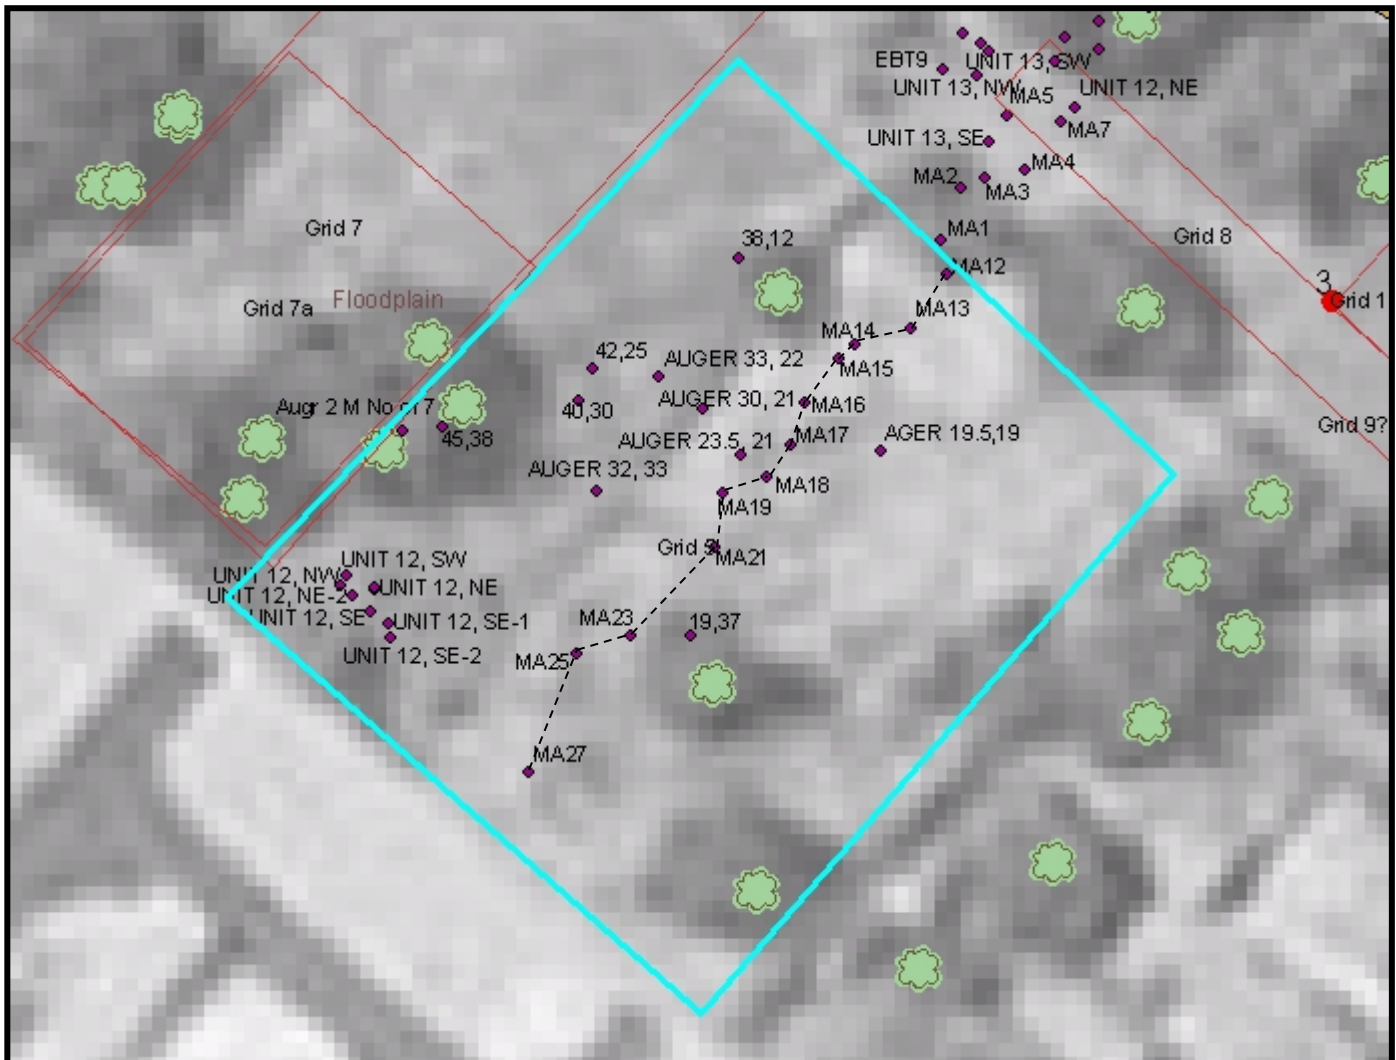 EBT9
UNIT 13, SW
UNIT 13, NW
UNIT 12, NE
MA5
MA7
UNIT 13, SE
MA4
MA2
MA3
Grid 7
MA1
Grid 8
38,12
MA12
3
Grid 1
Floodplain
Grid 7a
MA13
MA14
42,25
AUGER 33, 22
MA15
AUGER 30, 21
MA16
40,30
Augr 2 M No of 7
Grid 9?
45,38
AUGER 23.5, 21
MA17
AGER 19.5,19
AUGER 32, 33
MA18
MA19
Grid 5
MA21
UNIT 12, SW
UNIT 12, NW
UNIT 12, NE
UNIT 12, NE-2
UNIT 12, SE
UNIT 12, SE-1
MA23
19,37
UNIT 12, SE-2
MA25
MA27